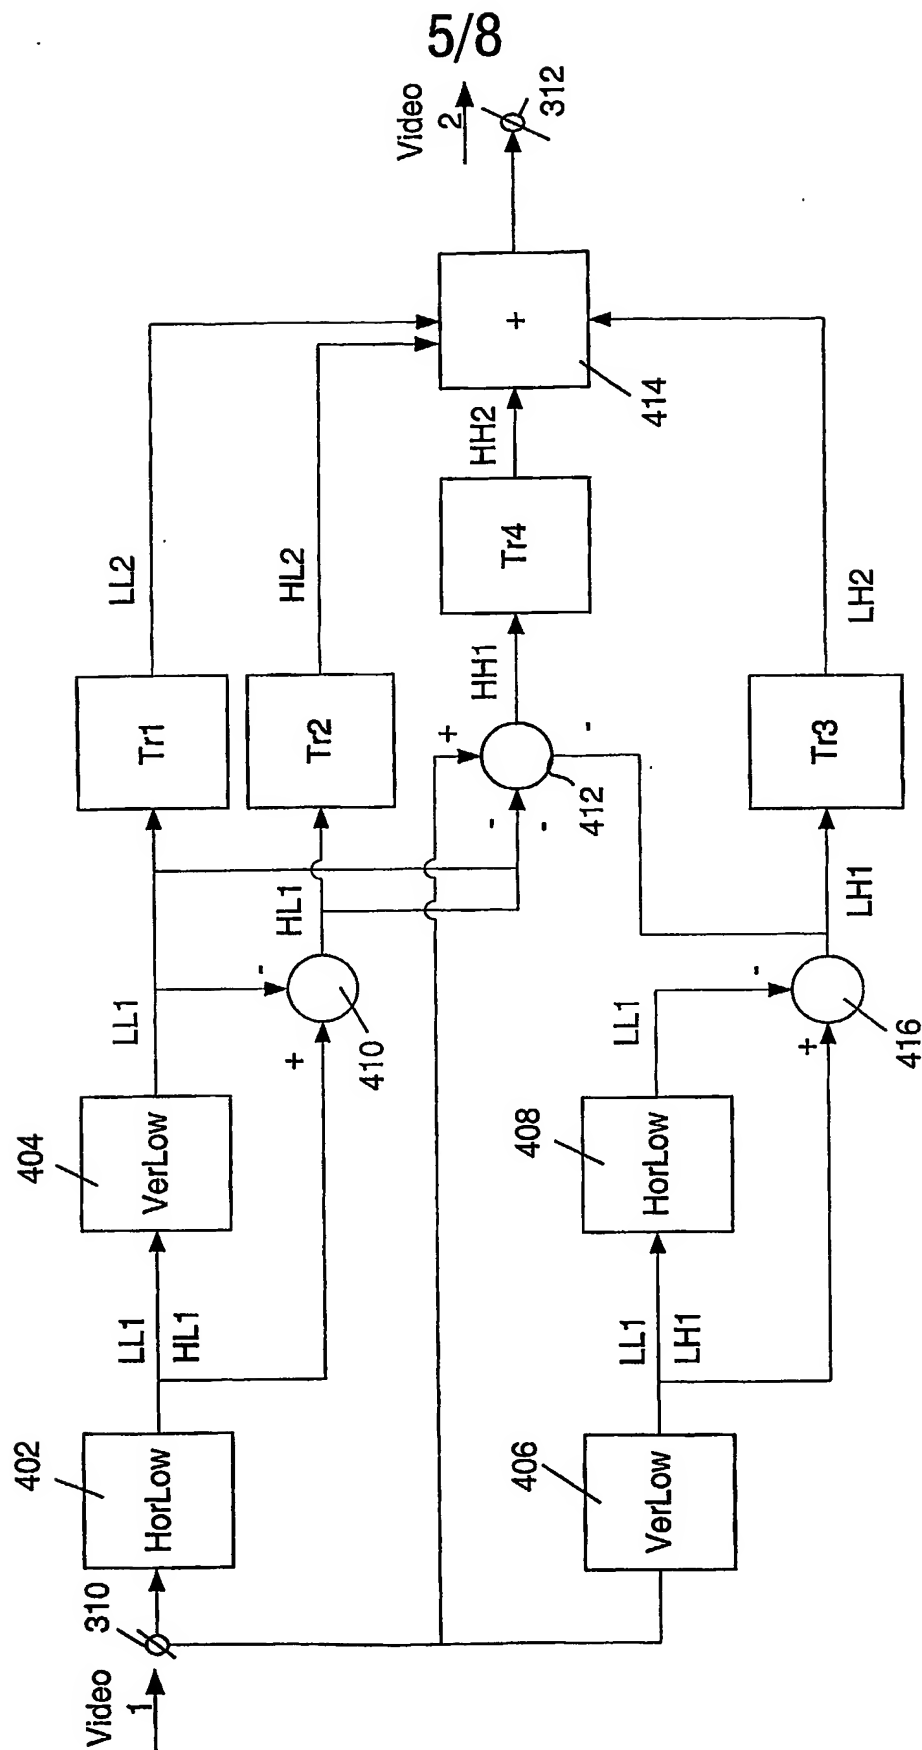 5/8
Video
1
310
402
HorLow
LL1
HL1
404
VerLow
LL1
-
+
410
HL1
Tr1
LL2
Tr2
HL2
406
VerLow
LL1
LH1
408
HorLow
LL1
-
+
416
LH1
Tr3
LH2
+
-
-
-
412
HH1
Tr4
HH2
+
414
Video
2
312